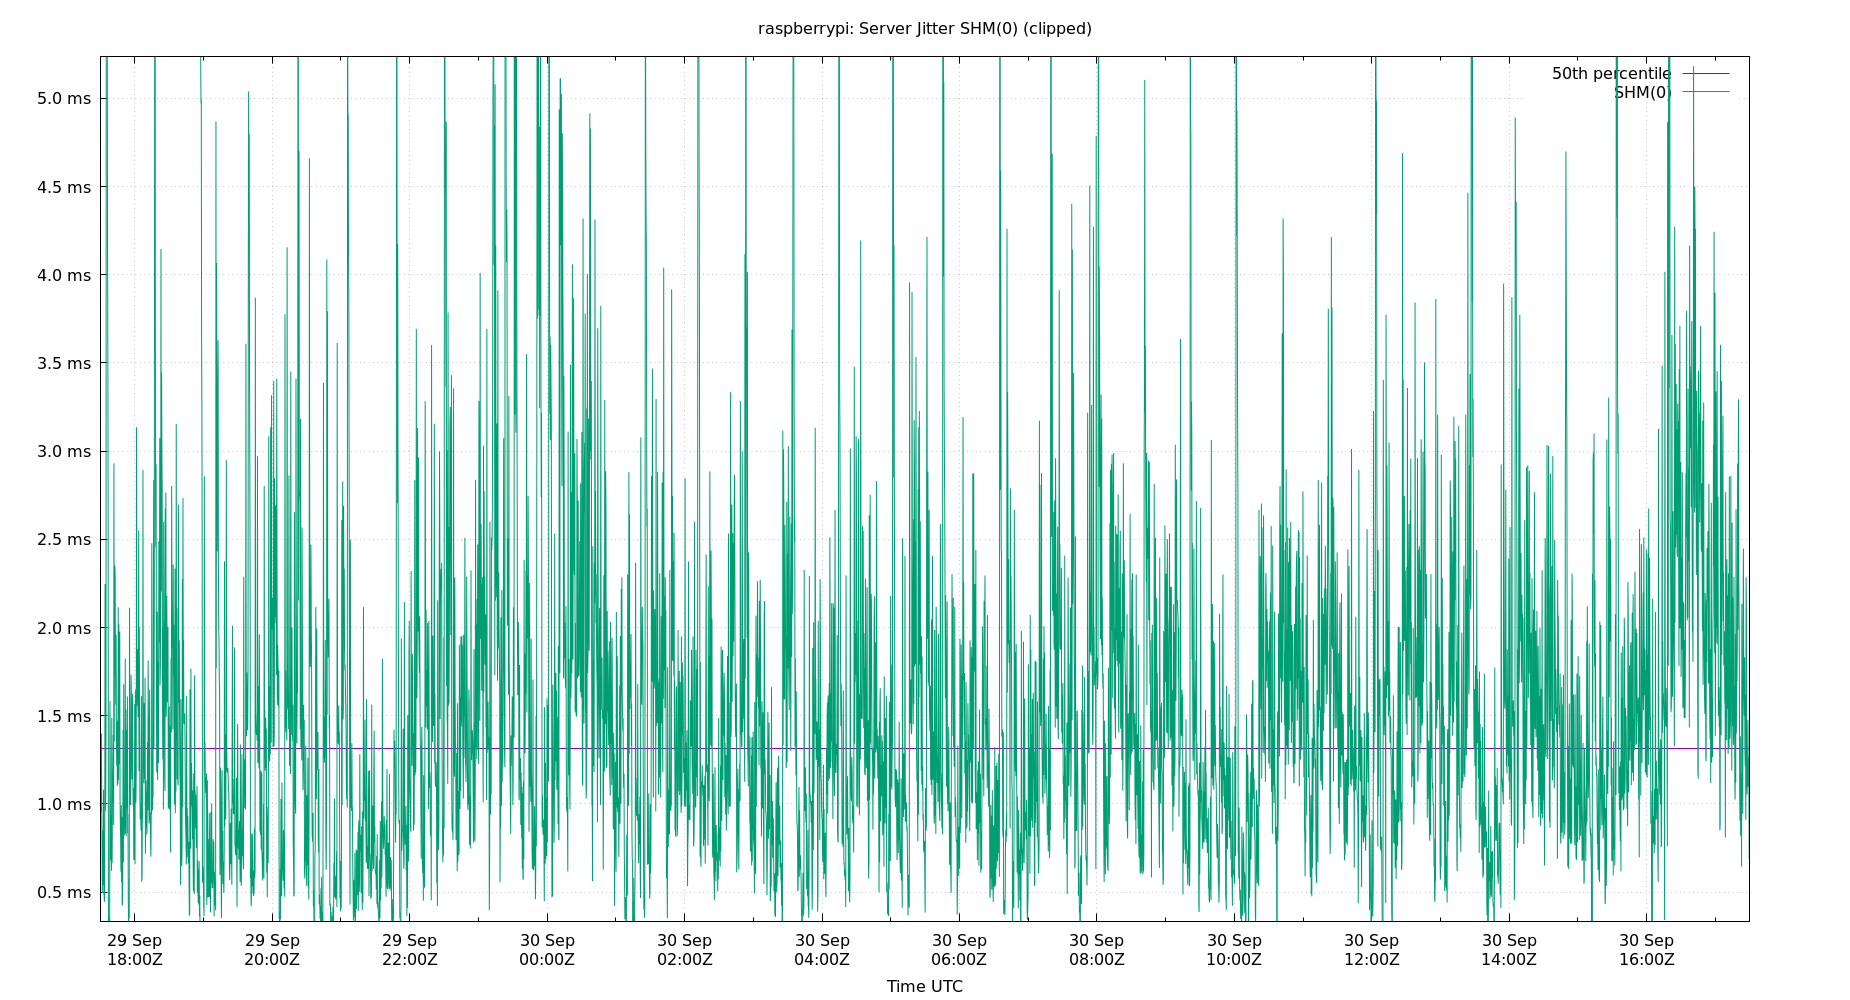 raspberrypi: Server Jitter SHM(0) (clipped)
50th percentile
SHM(0)
5.0 ms
4.5 ms
4.0 ms
3.5 ms
3.0 ms
2.5 ms
2.0 ms
1.5 ms
1.0 ms
0.5 ms
29 Sep 29 Sep 29 Sep 30 Sep 30 Sep 30 Sep 30 Sep 30 Sep 30 Sep 30 Sep 30 Sep 30 Sep
18:00Z 20:00Z 22:00Z 00:00Z 02:00Z 04:00Z 06:00Z 08:00Z 10:00Z 12:00Z 14:00Z 16:00Z
Time UTC